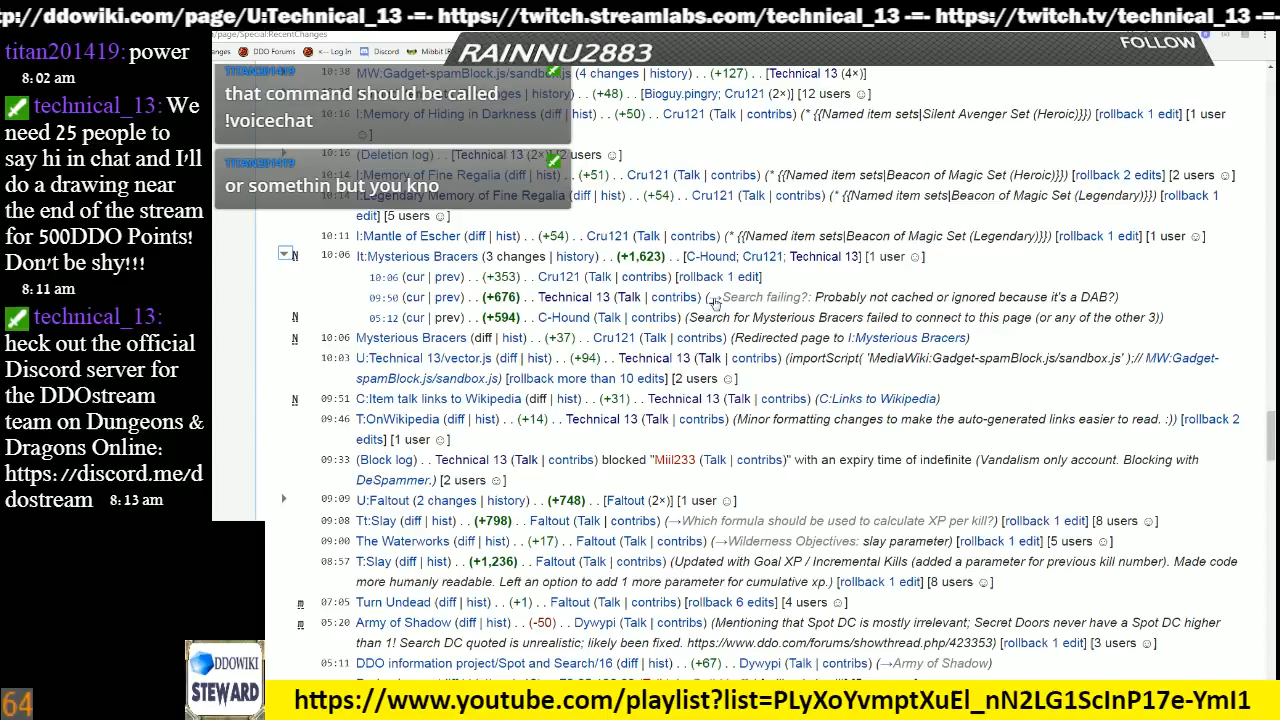 p://ddowiki.com/page/U:Technical_13 -=- https://twitch.streamlabs.com/technical_13 -=- https://twitch.tv/technical_13 -=
page/Special:RecentChanges
RAINNU2883
FOLLOW
DDO Forums <-- Log In Discord Mibbit
titan201419: power
8:02 am
technical_13: We
need 25 people to
say hi in chat and I'll
do a drawing near
the end of the stream
for 500DDO Points!
Don't be shy!!!
8:11 am
technical_13:
heck out the official
Discord server for
the DDOstream
team on Dungeons &
Dragons Online:
https://discord.me/d
dostream 8:13 am
TITAN201419
that command should be called
!voicechat
TITAN201419
or somethin but you kno
10:38 MW:Gadget-spamBlock.js/sandbox.js (4 changes | history) . . (+127) . . [Technical 13 (4×)]
changes | history) . . (+48) . . [Bioguy.pingry; Cru121 (2×)] [12 users ☺]
10:16 I:Memory of Hiding in Darkness (diff | hist) . . (+50) . . Cru121 (Talk | contribs) (* {{Named item sets|Silent Avenger Set (Heroic)}}) [rollback 1 edit] [1 user
☺]
10:16 (Deletion log) . . [Technical 13 (2×)] [2 users ☺]
10:14 I:Memory of Fine Regalia (diff | hist) . . (+51) . . Cru121 (Talk | contribs) (* {{Named item sets|Beacon of Magic Set (Heroic)}}) [rollback 2 edits] [2 users ☺]
10:14 I:Legendary Memory of Fine Regalia (diff | hist) . . (+54) . . Cru121 (Talk | contribs) (* {{Named item sets|Beacon of Magic Set (Legendary)}}) [rollback 1
edit] [5 users ☺]
10:11 I:Mantle of Escher (diff | hist) . . (+54) . . Cru121 (Talk | contribs) (* {{Named item sets|Beacon of Magic Set (Legendary)}}) [rollback 1 edit] [1 user ☺]
N 10:06 It:Mysterious Bracers (3 changes | history) . . (+1,623) . . [C-Hound; Cru121; Technical 13] [1 user ☺]
10:06 (cur | prev) . . (+353) . . Cru121 (Talk | contribs) [rollback 1 edit]
09:50 (cur | prev) . . (+676) . . Technical 13 (Talk | contribs) (→Search failing?: Probably not cached or ignored because it's a DAB?)
N 05:12 (cur | prev) . . (+594) . . C-Hound (Talk | contribs) (Search for Mysterious Bracers failed to connect to this page (or any of the other 3))
N 10:06 Mysterious Bracers (diff | hist) . . (+37) . . Cru121 (Talk | contribs) (Redirected page to I:Mysterious Bracers)
10:03 U:Technical 13/vector.js (diff | hist) . . (+94) . . Technical 13 (Talk | contribs) (importScript( 'MediaWiki:Gadget-spamBlock.js/sandbox.js' );// MW:Gadget-
spamBlock.js/sandbox.js) [rollback more than 10 edits] [2 users ☺]
N 09:51 C:Item talk links to Wikipedia (diff | hist) . . (+31) . . Technical 13 (Talk | contribs) (C:Links to Wikipedia)
09:46 T:OnWikipedia (diff | hist) . . (+14) . . Technical 13 (Talk | contribs) (Minor formatting changes to make the auto-generated links easier to read. :)) [rollback 2
edits] [1 user ☺]
09:33 (Block log) . . Technical 13 (Talk | contribs) blocked "Miil233 (Talk | contribs)" with an expiry time of indefinite (Vandalism only account. Blocking with
DeSpammer.) [2 users ☺]
09:09 U:Faltout (2 changes | history) . . (+748) . . [Faltout (2×)] [1 user ☺]
09:08 Tt:Slay (diff | hist) . . (+798) . . Faltout (Talk | contribs) (→Which formula should be used to calculate XP per kill?) [rollback 1 edit] [8 users ☺]
09:00 The Waterworks (diff | hist) . . (+17) . . Faltout (Talk | contribs) (→Wilderness Objectives: slay parameter) [rollback 1 edit] [5 users ☺]
08:57 T:Slay (diff | hist) . . (+1,236) . . Faltout (Talk | contribs) (Updated with Goal XP / Incremental Kills (added a parameter for previous kill number). Made code
more humanly readable. Left an option to add 1 more parameter for cumulative xp.) [rollback 1 edit] [8 users ☺]
m 07:05 Turn Undead (diff | hist) . . (+1) . . Faltout (Talk | contribs) [rollback 6 edits] [4 users ☺]
m 05:20 Army of Shadow (diff | hist) . . (-50) . . Dywypi (Talk | contribs) (Mentioning that Spot DC is mostly irrelevant; Secret Doors never have a Spot DC higher
than 1! Search DC quoted is unrealistic; likely been fixed. https://www.ddo.com/forums/showthread.php/423353) [rollback 1 edit] [3 users ☺]
05:11 DDO information project/Spot and Search/16 (diff | hist) . . (+67) . . Dywypi (Talk | contribs) (→Army of Shadow)
DDOWIKI
STEWARD
64
https://www.youtube.com/playlist?list=PLyXoYvmptXuEl_nN2LG1ScInP17e-YmI1